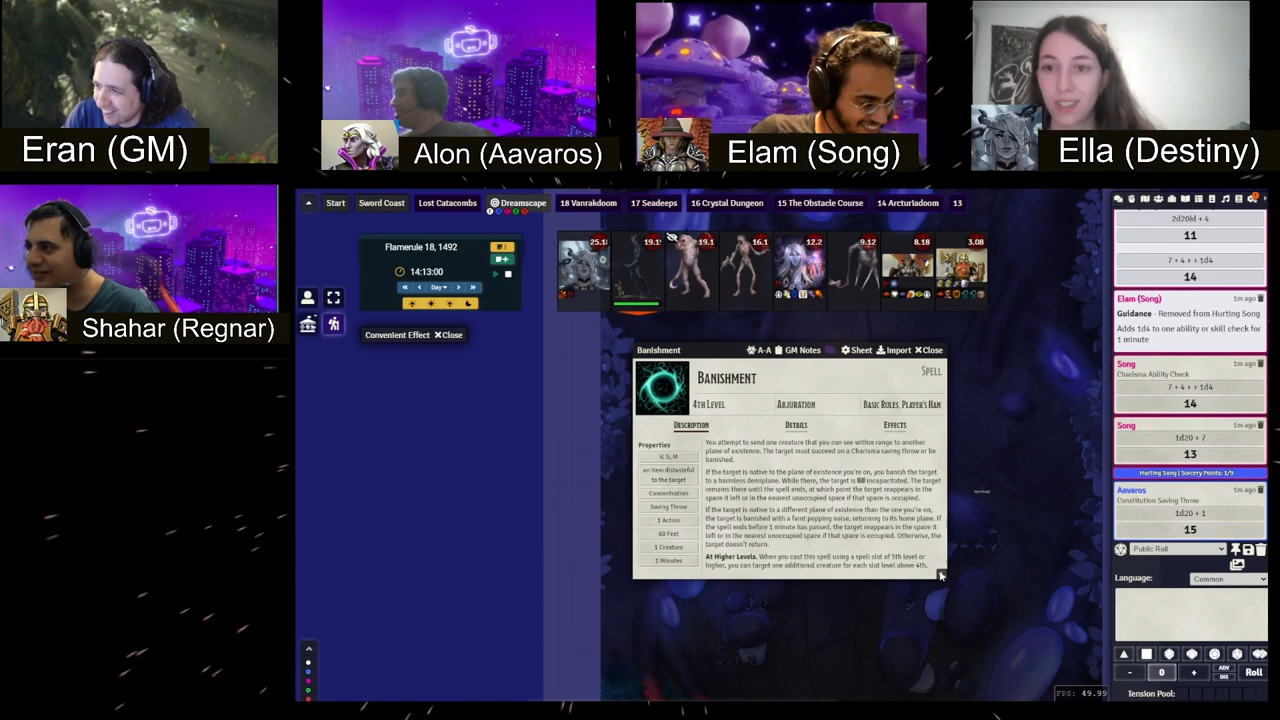 Eran (GM)
Alon (Aavaros)
Elam (Song)
Ella (Destiny)
Shahar (Regnar)
Start
Sword Coast
Lost Catacombs
Dreamscape
18 Vanrakdoom
17 Seadeeps
16 Crystal Dungeon
15 The Obstacle Course
14 Arcturiadoom
13
Flamerule 18, 1492
14:13:00
Day
Convenient Effect Close
19.1
16.1
12.2
9.12
8.18
3.08
Banishment
A-A GM Notes Sheet Import Close
Banishment
Spell
4th Level
Abjuration
Basic Rules, Player's Han
Description
Details
Effects
Properties
V, S, M
an item distasteful
to the target
Concentration
Saving Throw
1 Action
60 Feet
1 Creature
1 Minutes
You attempt to send one creature that you can see within range to another
plane of existence. The target must succeed on a Charisma saving throw or be
banished.
If the target is native to the plane of existence you're on, you banish the target
to a harmless demiplane. While there, the target is incapacitated. The target
remains there until the spell ends, at which point the target reappears in the
space it left or in the nearest unoccupied space if that space is occupied.
If the target is native to a different plane of existence than the one you're on,
the target is banished with a faint popping noise, returning to its home plane. If
the spell ends before 1 minute has passed, the target reappears in the space it
left or in the nearest unoccupied space if that space is occupied. Otherwise, the
target doesn't return.
At Higher Levels. When you cast this spell using a spell slot of 5th level or
higher, you can target one additional creature for each slot level above 4th.
2d20kl + 4
11
7 + 4 + + 1d4
14
Elam (Song)
1m ago
Guidance - Removed from Hurting Song
Adds 1d4 to one ability or skill check for
1 minute
Song
1m ago
Charisma Ability Check
7 + 4 + + 1d4
14
Song
1m ago
1d20 + 7
13
Hurting Song | Sorcery Points: 1/9
Aavaros
1m ago
Constitution Saving Throw
1d20 + 1
15
Public Roll
Language:
Common
-
0
+
ADV
DIS
Roll
Tension Pool:
FPS: 49.99